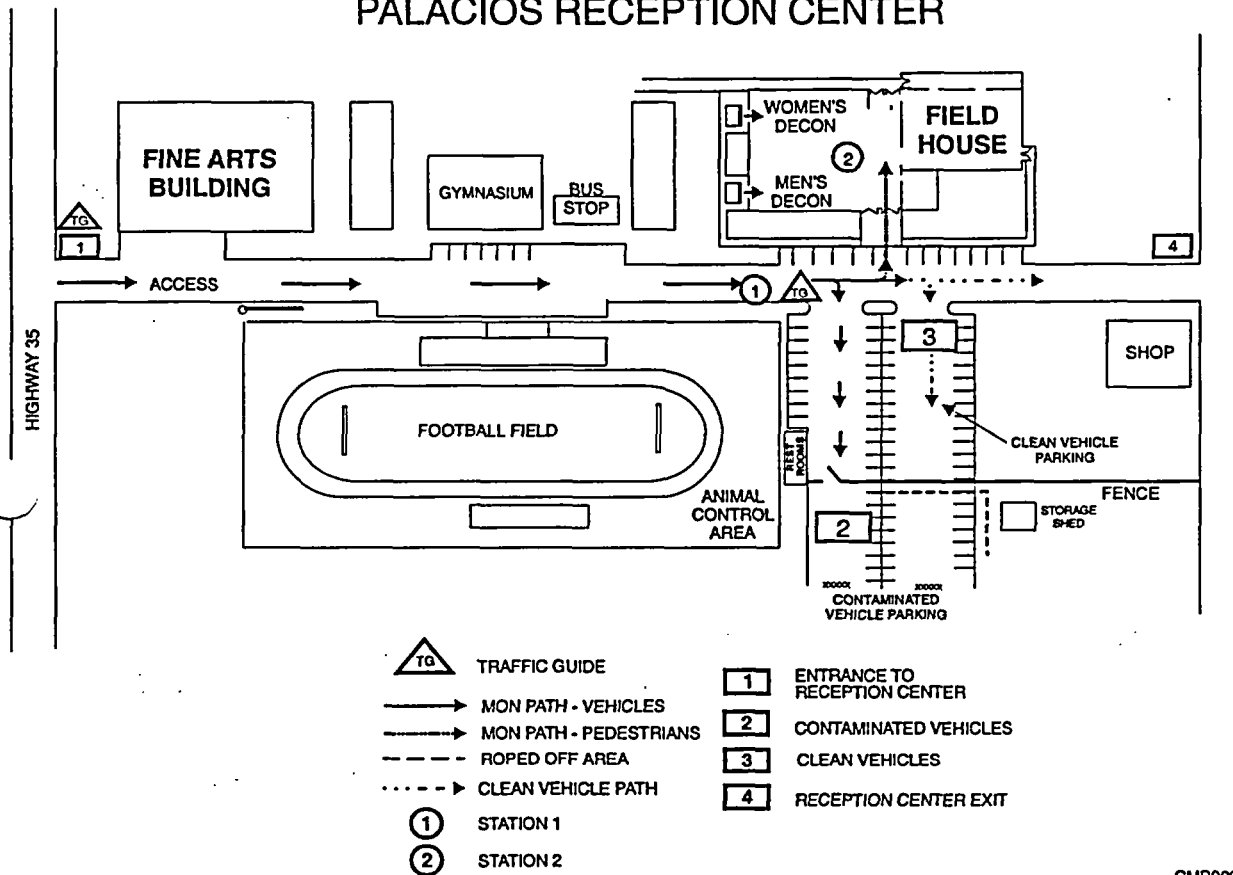 PALACIOS RECEPTION CENTER
WOMEN'S
DECON
FIELD
HOUSE
FINE ARTS
BUILDING
GYMNASIUM
BUS
STOP
2
MEN'S
DECON
TG
1
4
ACCESS
1
TG
HIGHWAY 35
3
SHOP
FOOTBALL FIELD
REST
ROOMS
CLEAN VEHICLE
PARKING
FENCE
ANIMAL
CONTROL
AREA
2
STORAGE
SHED
CONTAMINATED
VEHICLE PARKING
TG TRAFFIC GUIDE
MON PATH - VEHICLES
MON PATH - PEDESTRIANS
ROPED OFF AREA
CLEAN VEHICLE PATH
1 STATION 1
2 STATION 2
1 ENTRANCE TO
RECEPTION CENTER
2 CONTAMINATED VEHICLES
3 CLEAN VEHICLES
4 RECEPTION CENTER EXIT